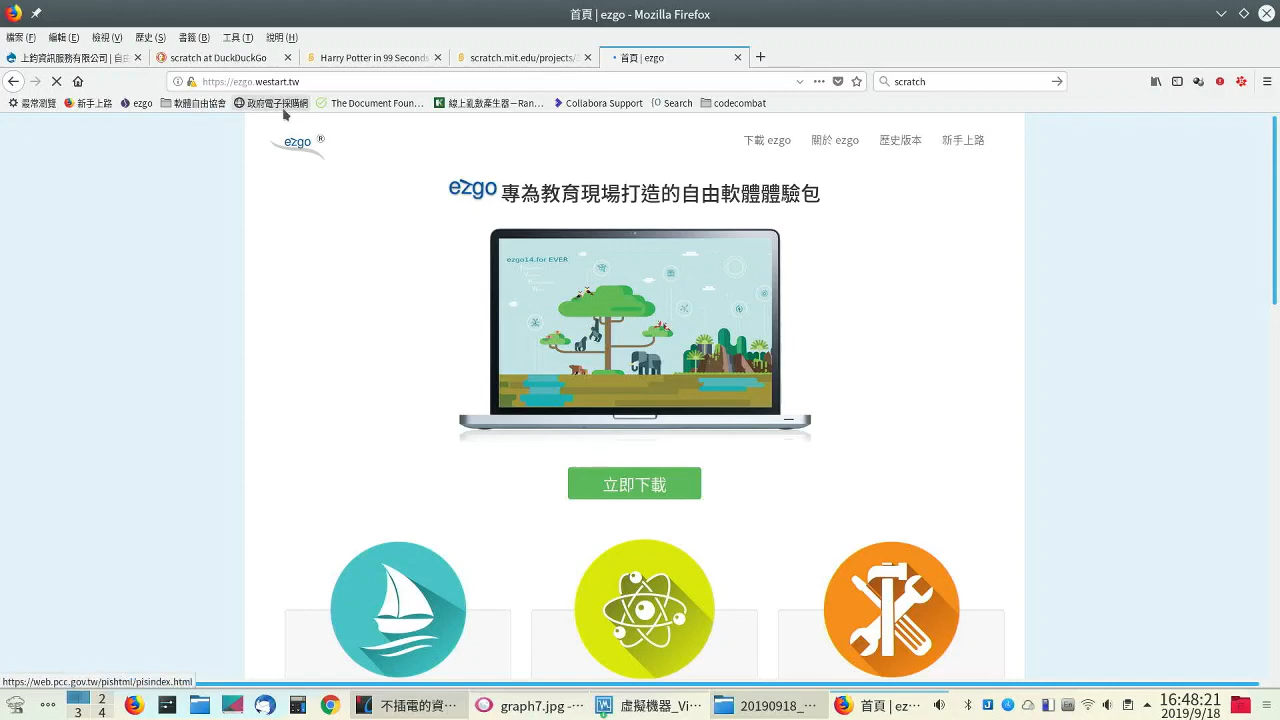 首頁 | ezgo - Mozilla Firefox
檔案 (F) 編輯 (E) 檢視 (V) 歷史 (S) 書籤 (B) 工具 (T) 說明 (H)
上鈞資訊服務有限公司 | 自由 scratch at DuckDuckGo Harry Potter in 99 Seconds scratch.mit.edu/projects/ 首頁 | ezgo
https://ezgo.westart.tw scratch
最常瀏覽 新手上路 ezgo 軟體自由協會 政府電子採購網 The Document Foun… 線上亂數產生器－Ran… Collabora Support Search codecombat
ezgo ® 下載 ezgo 關於 ezgo 歷史版本 新手上路
ezgo 專為教育現場打造的自由軟體體驗包
ezgo14.for EVER
立即下載
https://web.pcc.gov.tw/pishtml/pisindex.html
1 2 3 4 不插電的資… graph7.jpg -… 虛擬機器_Vi… 20190918_… 首頁 | ez… 16:48:21
2019/9/18